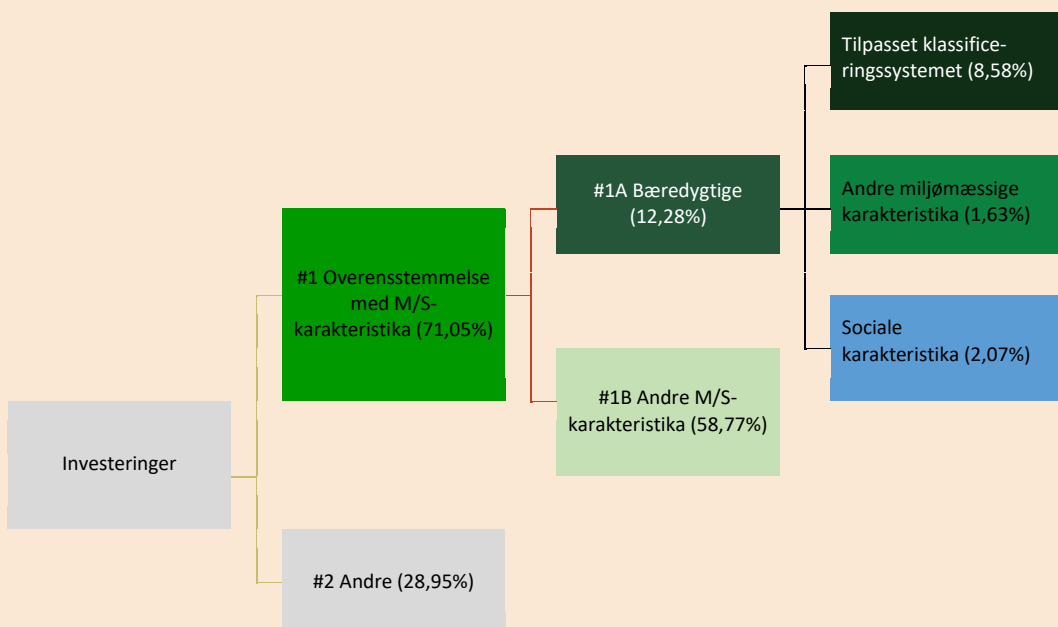 Tilpasset klassifice-
ringssystemet (8,58%)
#1A Bæredygtige
(12,28%)
Andre miljømæssige
karakteristika (1,63%)
#1 Overensstemmelse
med M/S-
karakteristika (71,05%)
Sociale
karakteristika (2,07%)
#1B Andre M/S-
karakteristika (58,77%)
Investeringer
#2 Andre (28,95%)